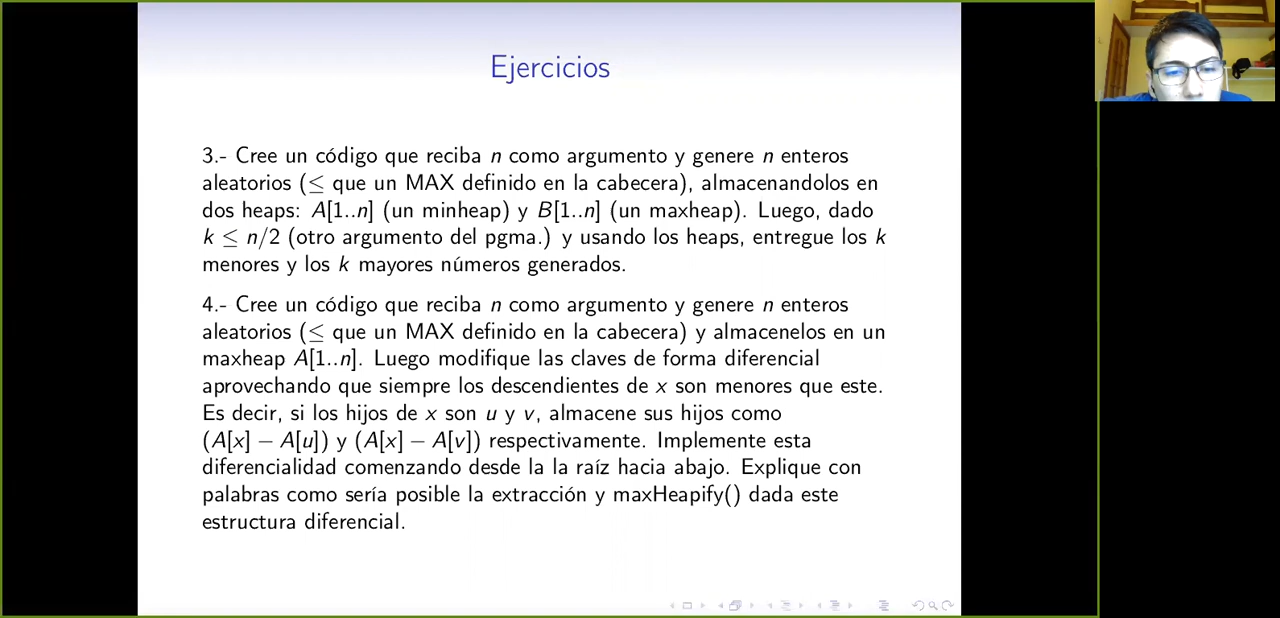 Ejercicios
3.- Cree un código que reciba n como argumento y genere n enteros
aleatorios (≤ que un MAX definido en la cabecera), almacenandolos en
dos heaps: A[1..n] (un minheap) y B[1..n] (un maxheap). Luego, dado
k ≤ n/2 (otro argumento del pgma.) y usando los heaps, entregue los k
menores y los k mayores números generados.
4.- Cree un código que reciba n como argumento y genere n enteros
aleatorios (≤ que un MAX definido en la cabecera) y almacenelos en un
maxheap A[1..n]. Luego modifique las claves de forma diferencial
aprovechando que siempre los descendientes de x son menores que este.
Es decir, si los hijos de x son u y v, almacene sus hijos como
(A[x] − A[u]) y (A[x] − A[v]) respectivamente. Implemente esta
diferencialidad comenzando desde la la raíz hacia abajo. Explique con
palabras como sería posible la extracción y maxHeapify() dada este
estructura diferencial.